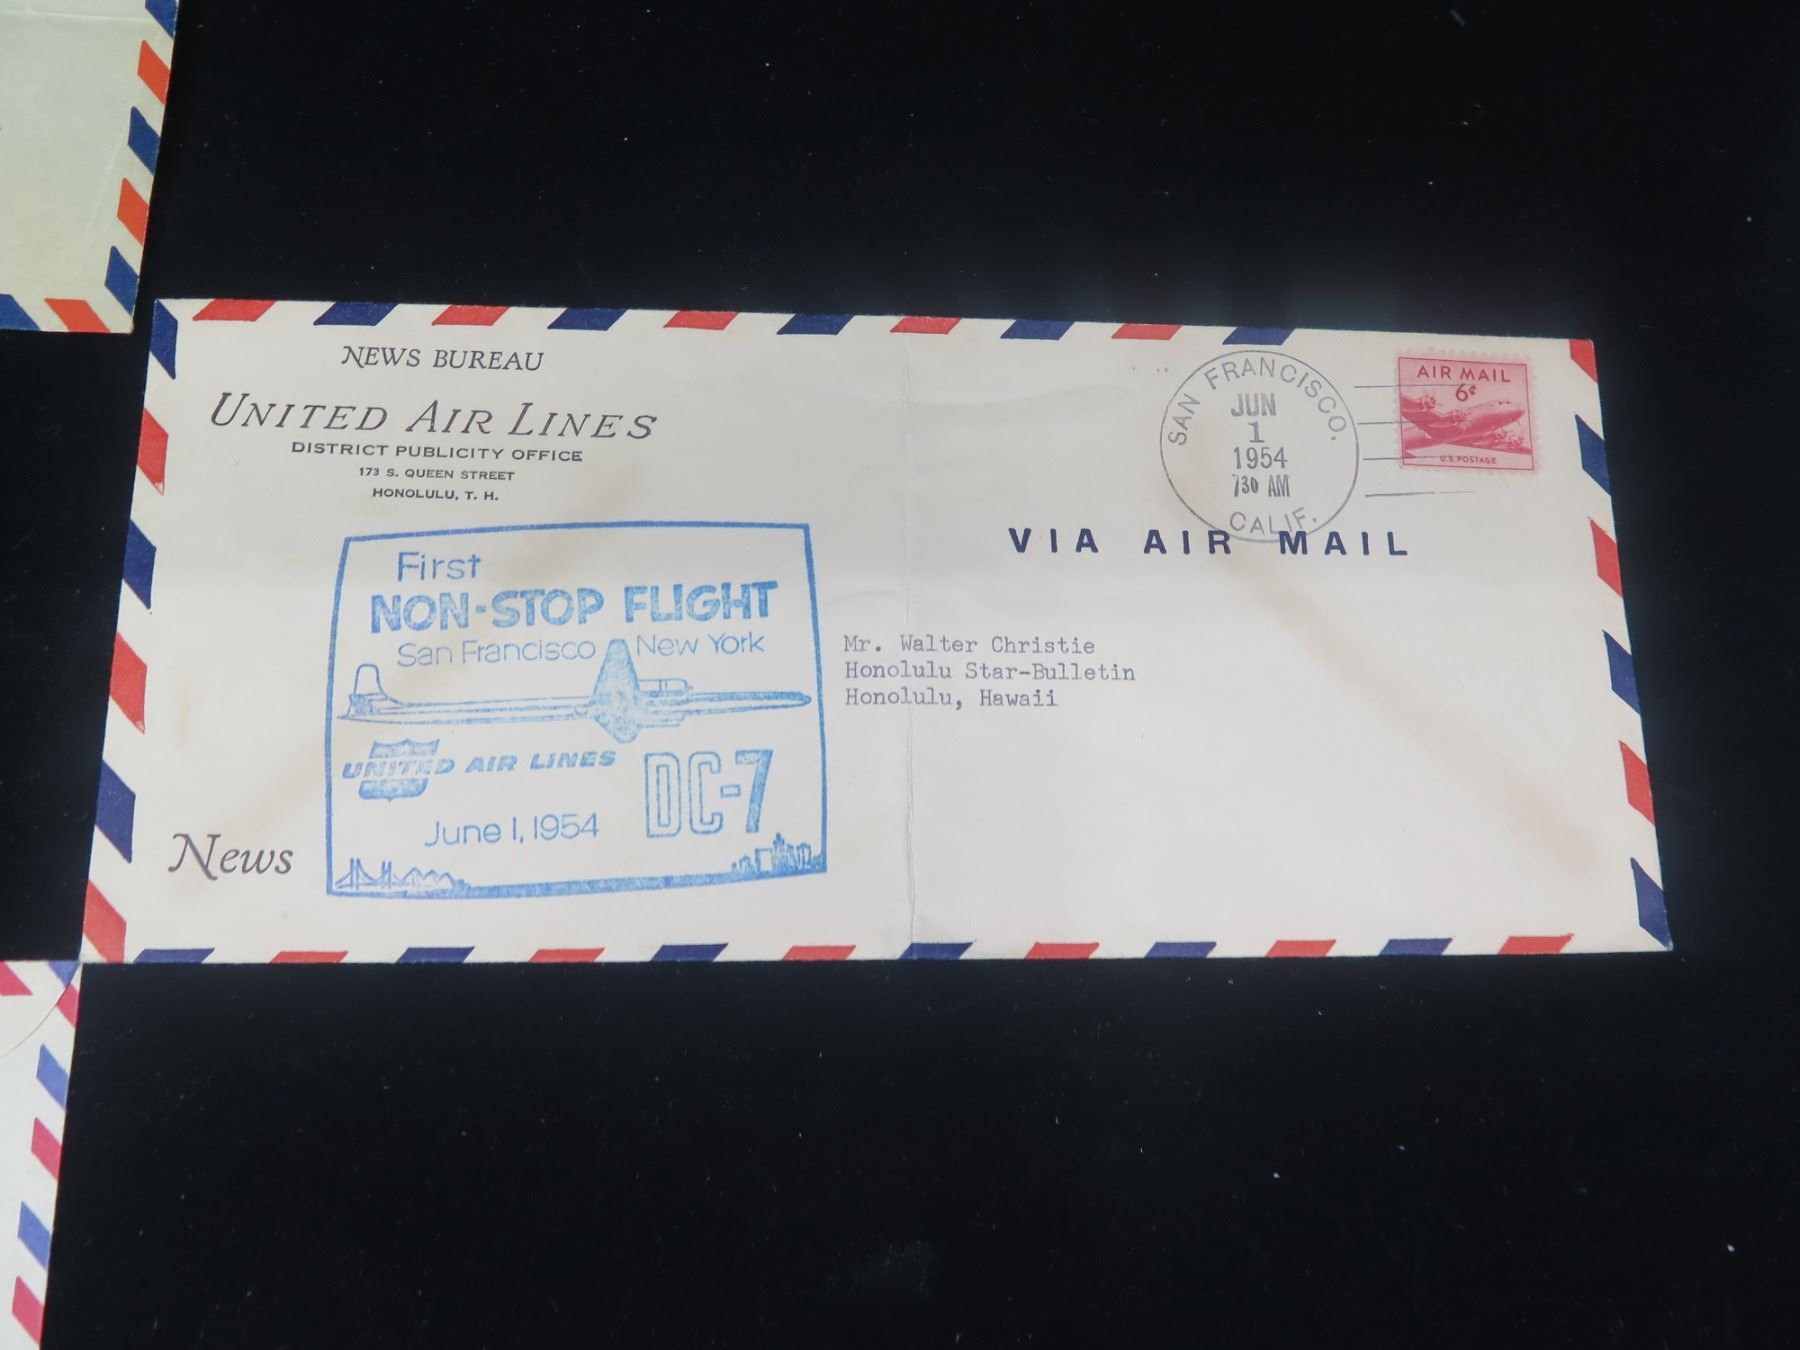 NEWS BUREAU
UNITED AIR LINES
DISTRICT PUBLICITY OFFICE
173 S. QUEEN STREET
HONOLULU, T. H.
SAN FRANCISCO.
JUN
1
1954
730 AM
CALIF.
AIR MAIL
6¢
U.S. POSTAGE
VIA AIR MAIL
First
NON-STOP FLIGHT
San Francisco New York
UNITED AIR LINES
DC-7
June 1, 1954
Mr. Walter Christie
Honolulu Star-Bulletin
Honolulu, Hawaii
News